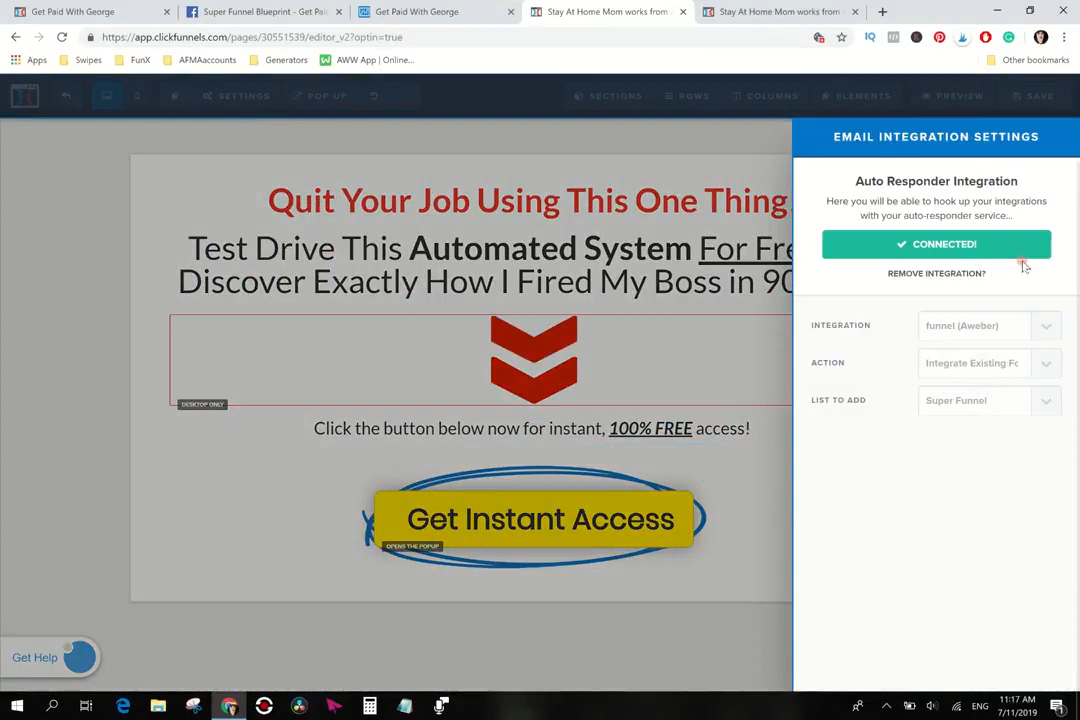 Get Paid With George
Super Funnel Blueprint - Get Pai
Get Paid With George
Stay At Home Mom works from
Stay At Home Mom works from
https://app.clickfunnels.com/pages/30551539/editor_v2?optin=true
Apps
Swipes
FunX
AFMAaccounts
Generators
AWW App | Online...
Other bookmarks
SETTINGS
POP UP
SECTIONS
ROWS
COLUMNS
ELEMENTS
PREVIEW
SAVE
EMAIL INTEGRATION SETTINGS
Auto Responder Integration
Here you will be able to hook up your integrations
with your auto-responder service...
CONNECTED!
REMOVE INTEGRATION?
INTEGRATION
funnel (Aweber)
ACTION
Integrate Existing Fo
LIST TO ADD
Super Funnel
Quit Your Job Using This One Thing.
Test Drive This Automated System For Fre
Discover Exactly How I Fired My Boss in 90
DESKTOP ONLY
Click the button below now for instant, 100% FREE access!
Get Instant Access
OPENS THE POPUP
Get Help
ENG
11:17 AM
7/11/2019